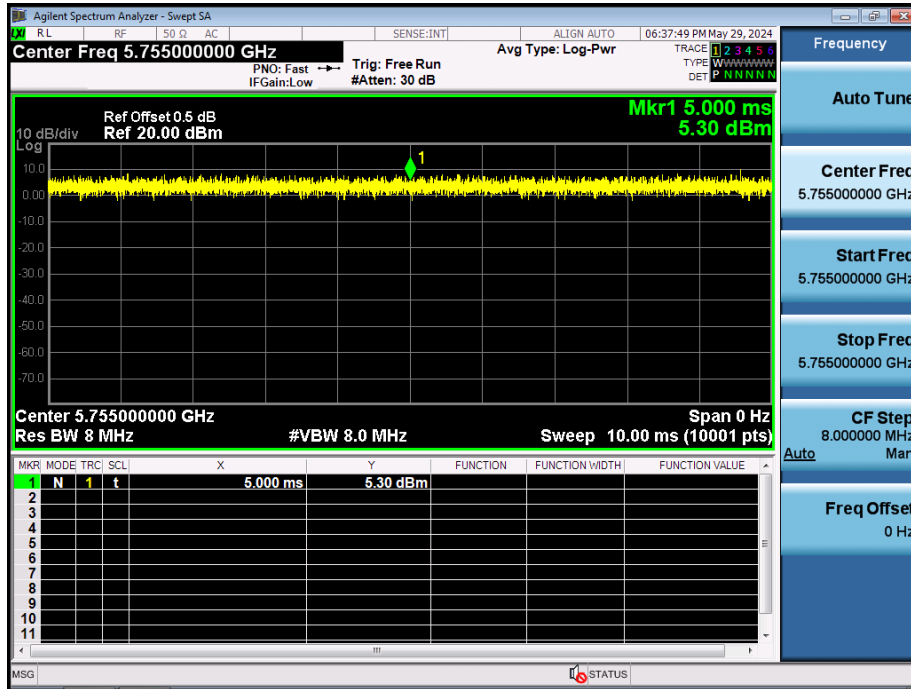 Agilent Spectrum Analyzer - Swept SA
RL RF 50 Ω AC SENSE:INT ALIGN AUTO 06:37:49 PM May 29, 2024
Center Freq 5.755000000 GHz
PNO: Fast
IFGain:Low
Trig: Free Run
#Atten: 30 dB
Avg Type: Log-Pwr
TRACE 1 2 3 4 5 6
TYPE WWWWWW
DET P N N N N N
Mkr1 5.000 ms
5.30 dBm
Ref Offset 0.5 dB
10 dB/div Ref 20.00 dBm
Log
1
10.0
0.00
-10.0
-20.0
-30.0
-40.0
-50.0
-60.0
-70.0
Center 5.755000000 GHz Span 0 Hz
Res BW 8 MHz #VBW 8.0 MHz Sweep 10.00 ms (10001 pts)
MKR MODE TRC SCL X Y FUNCTION FUNCTION WIDTH FUNCTION VALUE
1 N 1 t 5.000 ms 5.30 dBm
2
3
4
5
6
7
8
9
10
11
MSG STATUS
Frequency
Auto Tune
Center Freq
5.755000000 GHz
Start Freq
5.755000000 GHz
Stop Freq
5.755000000 GHz
CF Step
8.000000 MHz
Auto Man
Freq Offset
0 Hz